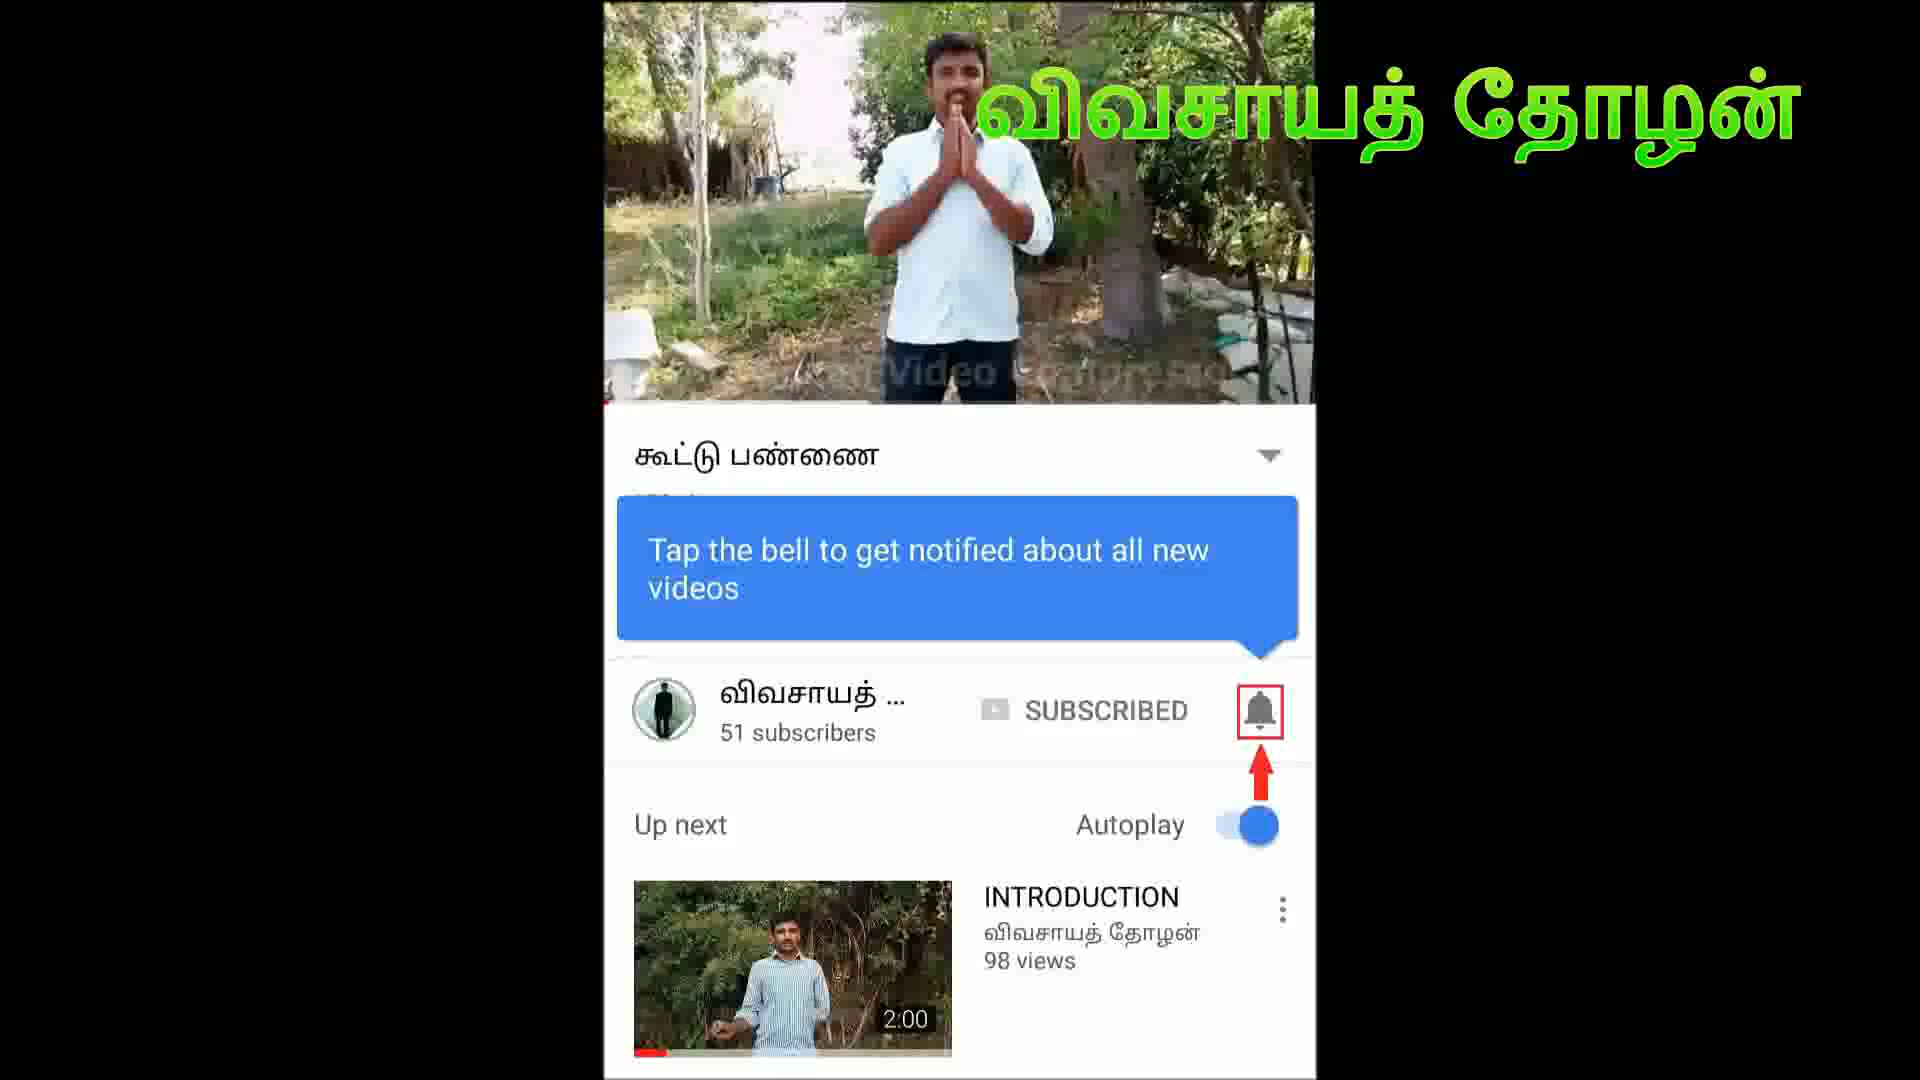 விவசாயத் தோழன்
Video
கூட்டு பண்ணை
Tap the bell to get notified about all new
videos
விவசாயத் ...
51 subscribers
SUBSCRIBED
Up next
Autoplay
INTRODUCTION
விவசாயத் தோழன்
98 views
2:00